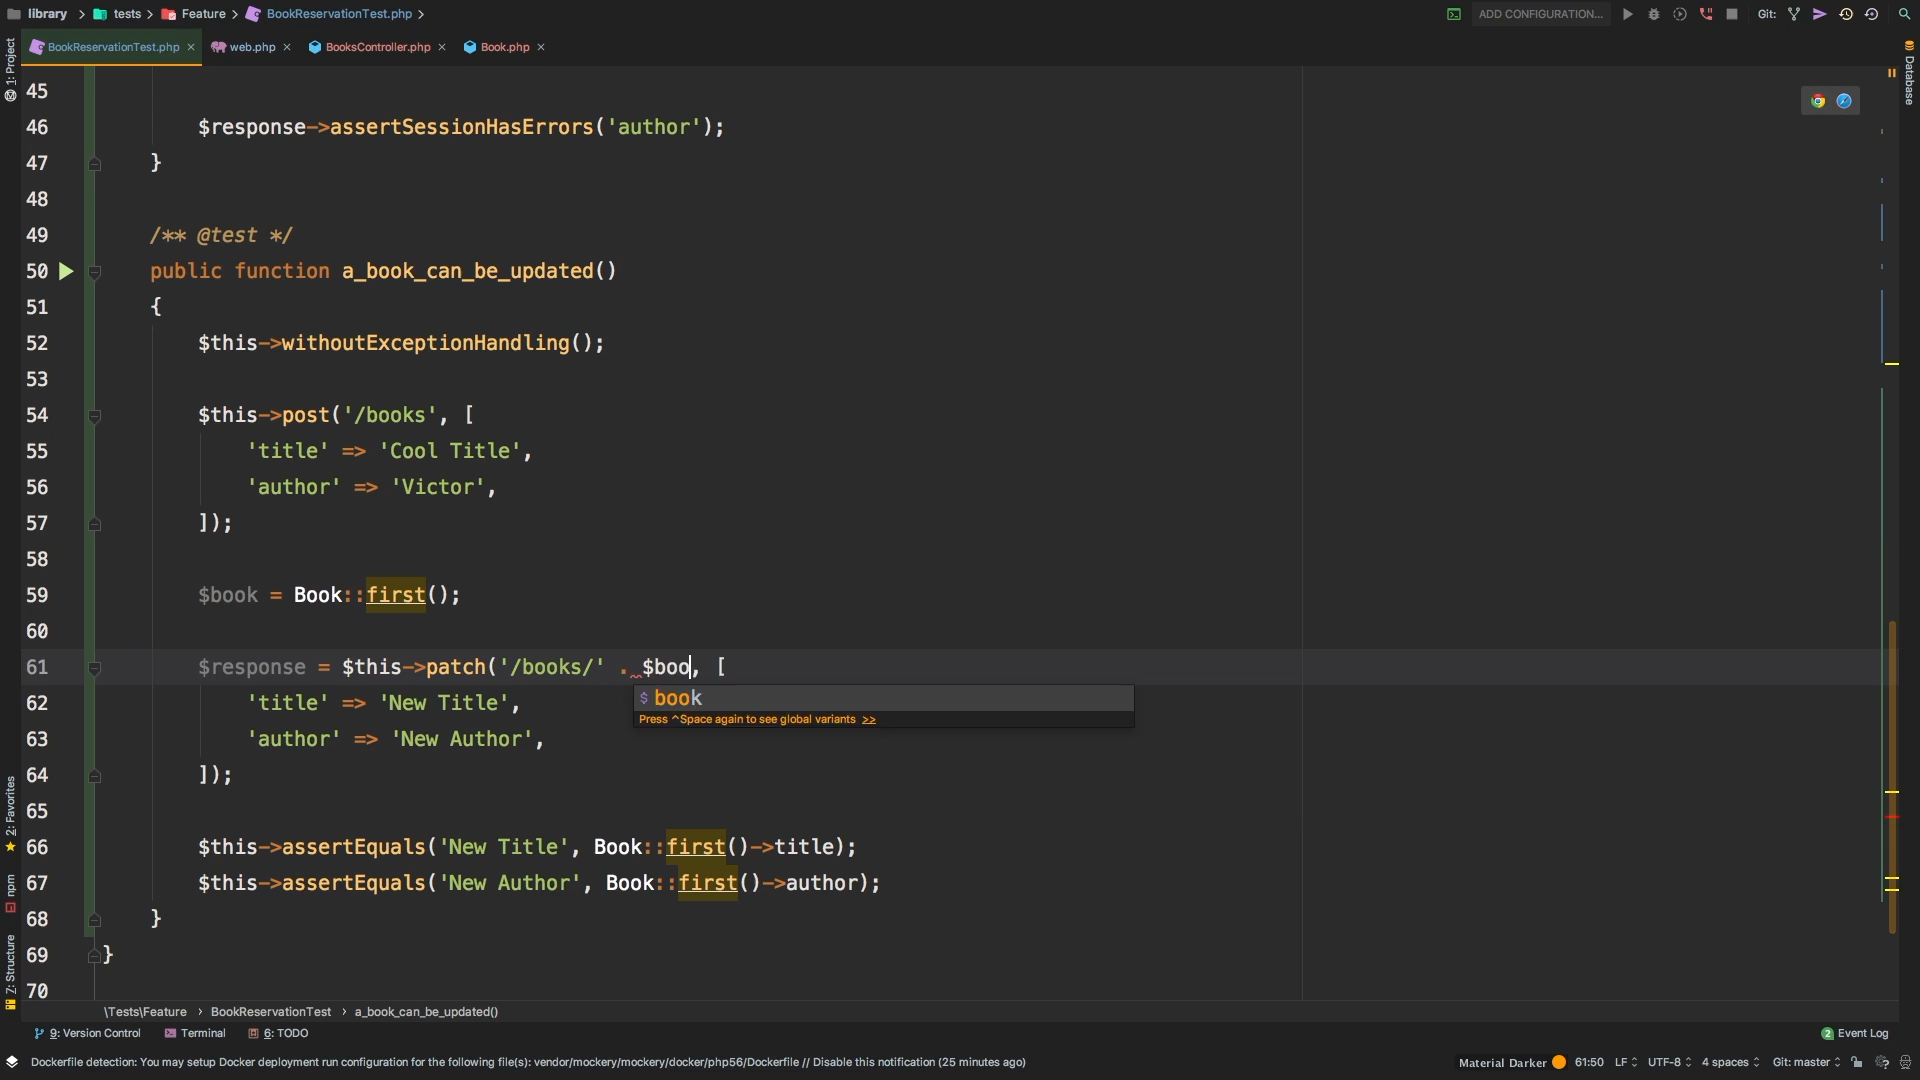 library tests Feature BookReservationTest.php ADD CONFIGURATION... Git:
BookReservationTest.php web.php BooksController.php Book.php
1: Project
Database
45
46 $response->assertSessionHasErrors('author');
47 }
48
49 /** @test */
50 public function a_book_can_be_updated()
51 {
52 $this->withoutExceptionHandling();
53
54 $this->post('/books', [
55 'title' => 'Cool Title',
56 'author' => 'Victor',
57 ]);
58
59 $book = Book::first();
60
61 $response = $this->patch('/books/' . $boo, [
62 'title' => 'New Title',
$ book
Press ^Space again to see global variants >>
63 'author' => 'New Author',
64 ]);
65
66 $this->assertEquals('New Title', Book::first()->title);
67 $this->assertEquals('New Author', Book::first()->author);
68 }
69 }
70
2: Favorites
npm
Z: Structure
\Tests\Feature › BookReservationTest › a_book_can_be_updated()
9: Version Control Terminal 6: TODO 2 Event Log
Dockerfile detection: You may setup Docker deployment run configuration for the following file(s): vendor/mockery/mockery/docker/php56/Dockerfile // Disable this notification (25 minutes ago) Material Darker 61:50 LF UTF-8 4 spaces Git: master